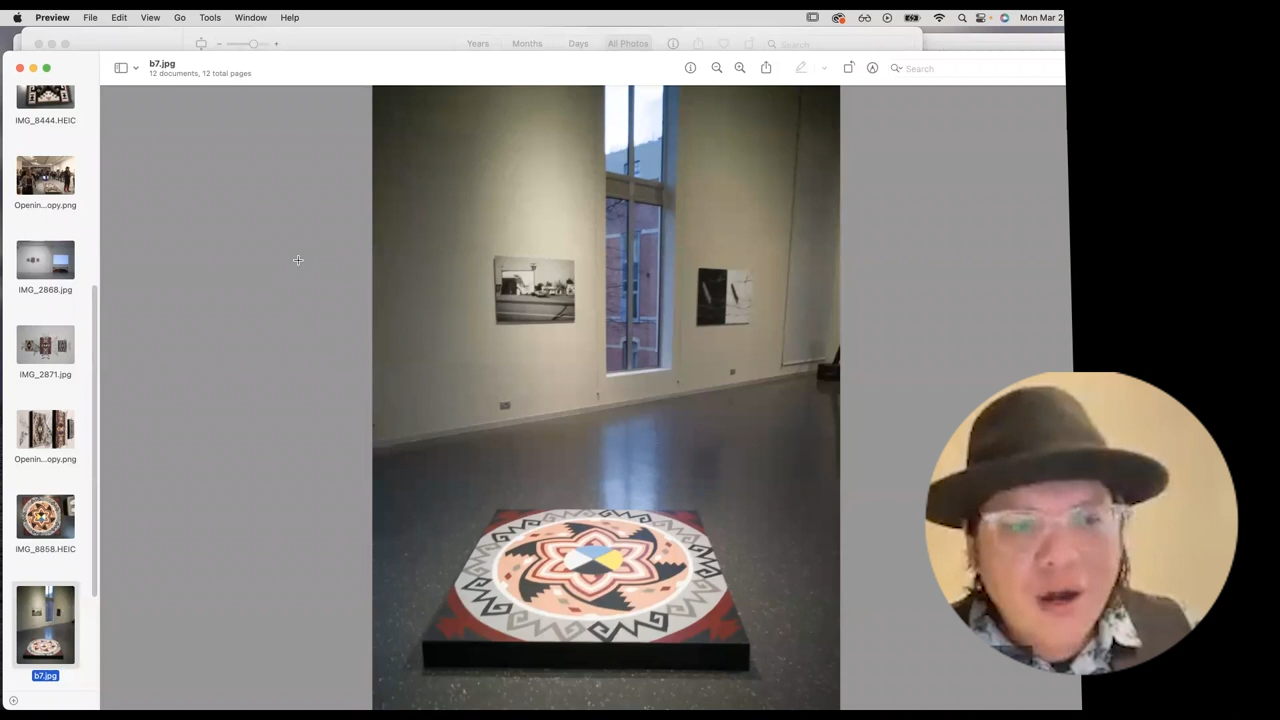 Preview File Edit View Go Tools Window Help Mon Mar 2
Years Months Days All Photos Search
b7.jpg
12 documents, 12 total pages
Search
IMG_8444.HEIC
Openin...opy.png
IMG_2868.jpg
IMG_2871.jpg
Openin...opy.png
IMG_8858.HEIC
b7.jpg